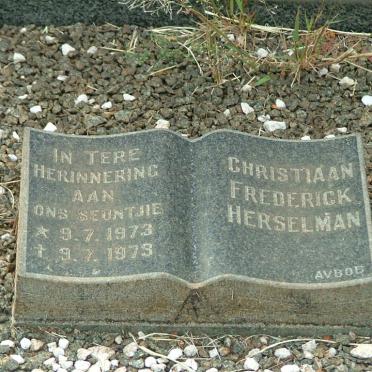 IN TERE
HERINNERING
AAN
ONS SEUNTJIE
* 9.7.1973
† 9.7.1973
CHRISTIAAN
FREDERICK
HERSELMAN
AVBOB